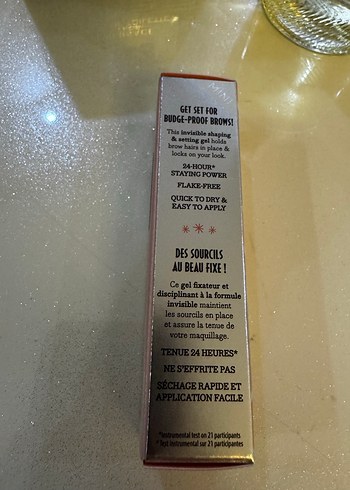 GET SET FOR
BUDGE-PROOF BROWS!
This invisible shaping
& setting gel holds
brow hairs in place &
locks on your look.
24-HOUR*
STAYING POWER
FLAKE-FREE
QUICK TO DRY &
EASY TO APPLY
DES SOURCILS
AU BEAU FIXE !
Ce gel fixateur et
disciplinant à la formule
invisible maintient
les sourcils en place
et assure la tenue de
votre maquillage.
TENUE 24 HEURES*
NE S'EFFRITE PAS
SÉCHAGE RAPIDE ET
APPLICATION FACILE
*Instrumental test on 21 participants
*Test instrumental sur 21 participantes